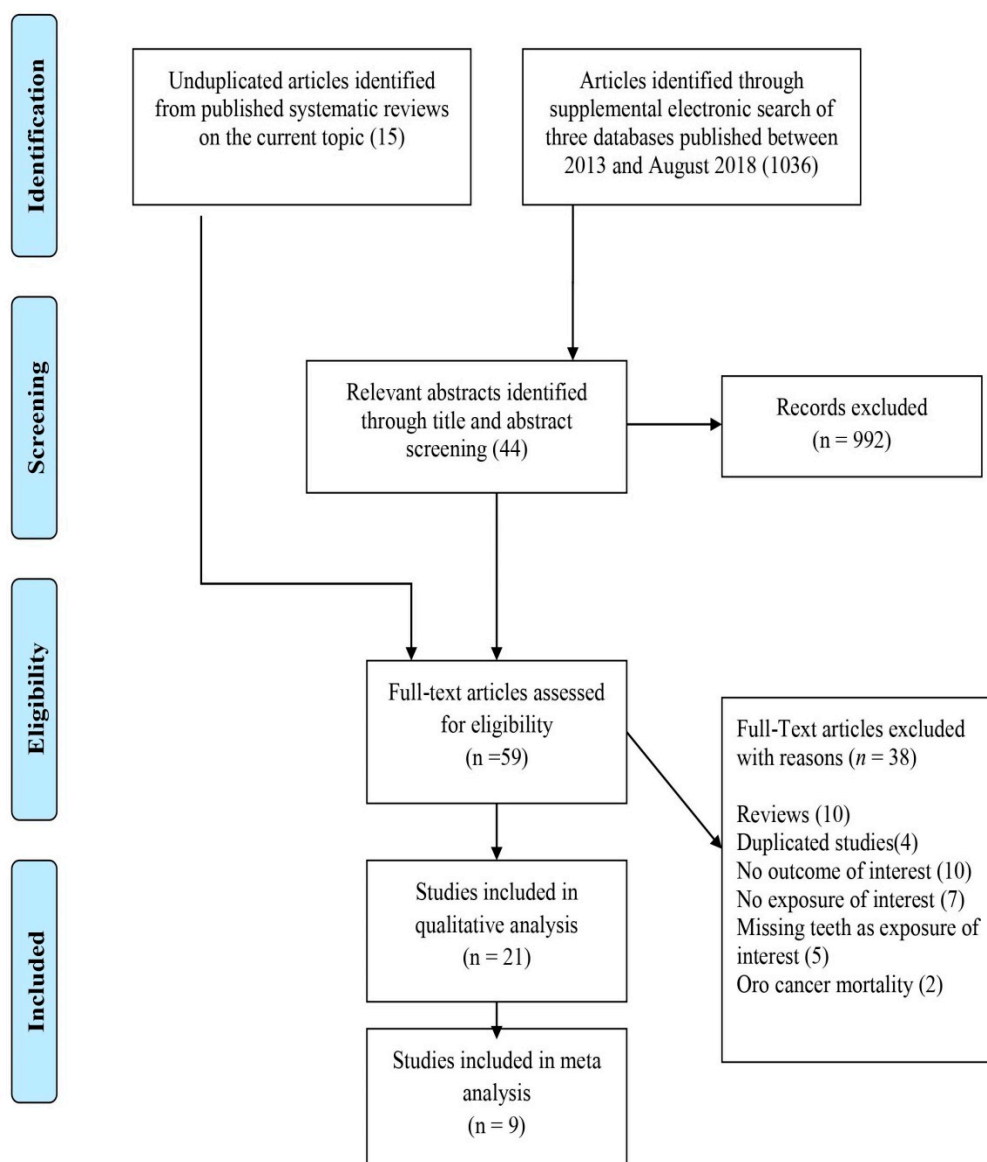 Identification
Unduplicated articles identified
from published systematic reviews
on the current topic (15)
Articles identified through
supplemental electronic search of
three databases published between
2013 and August 2018 (1036)
Screening
Relevant abstracts identified
through title and abstract
screening (44)
Records excluded
(n = 992)
Eligibility
Full-text articles assessed
for eligibility
(n =59)
Full-Text articles excluded
with reasons (n = 38)
Reviews (10)
Duplicated studies(4)
No outcome of interest (10)
No exposure of interest (7)
Missing teeth as exposure of
interest (5)
Oro cancer mortality (2)
Included
Studies included in
qualitative analysis
(n = 21)
Studies included in meta
analysis
(n = 9)